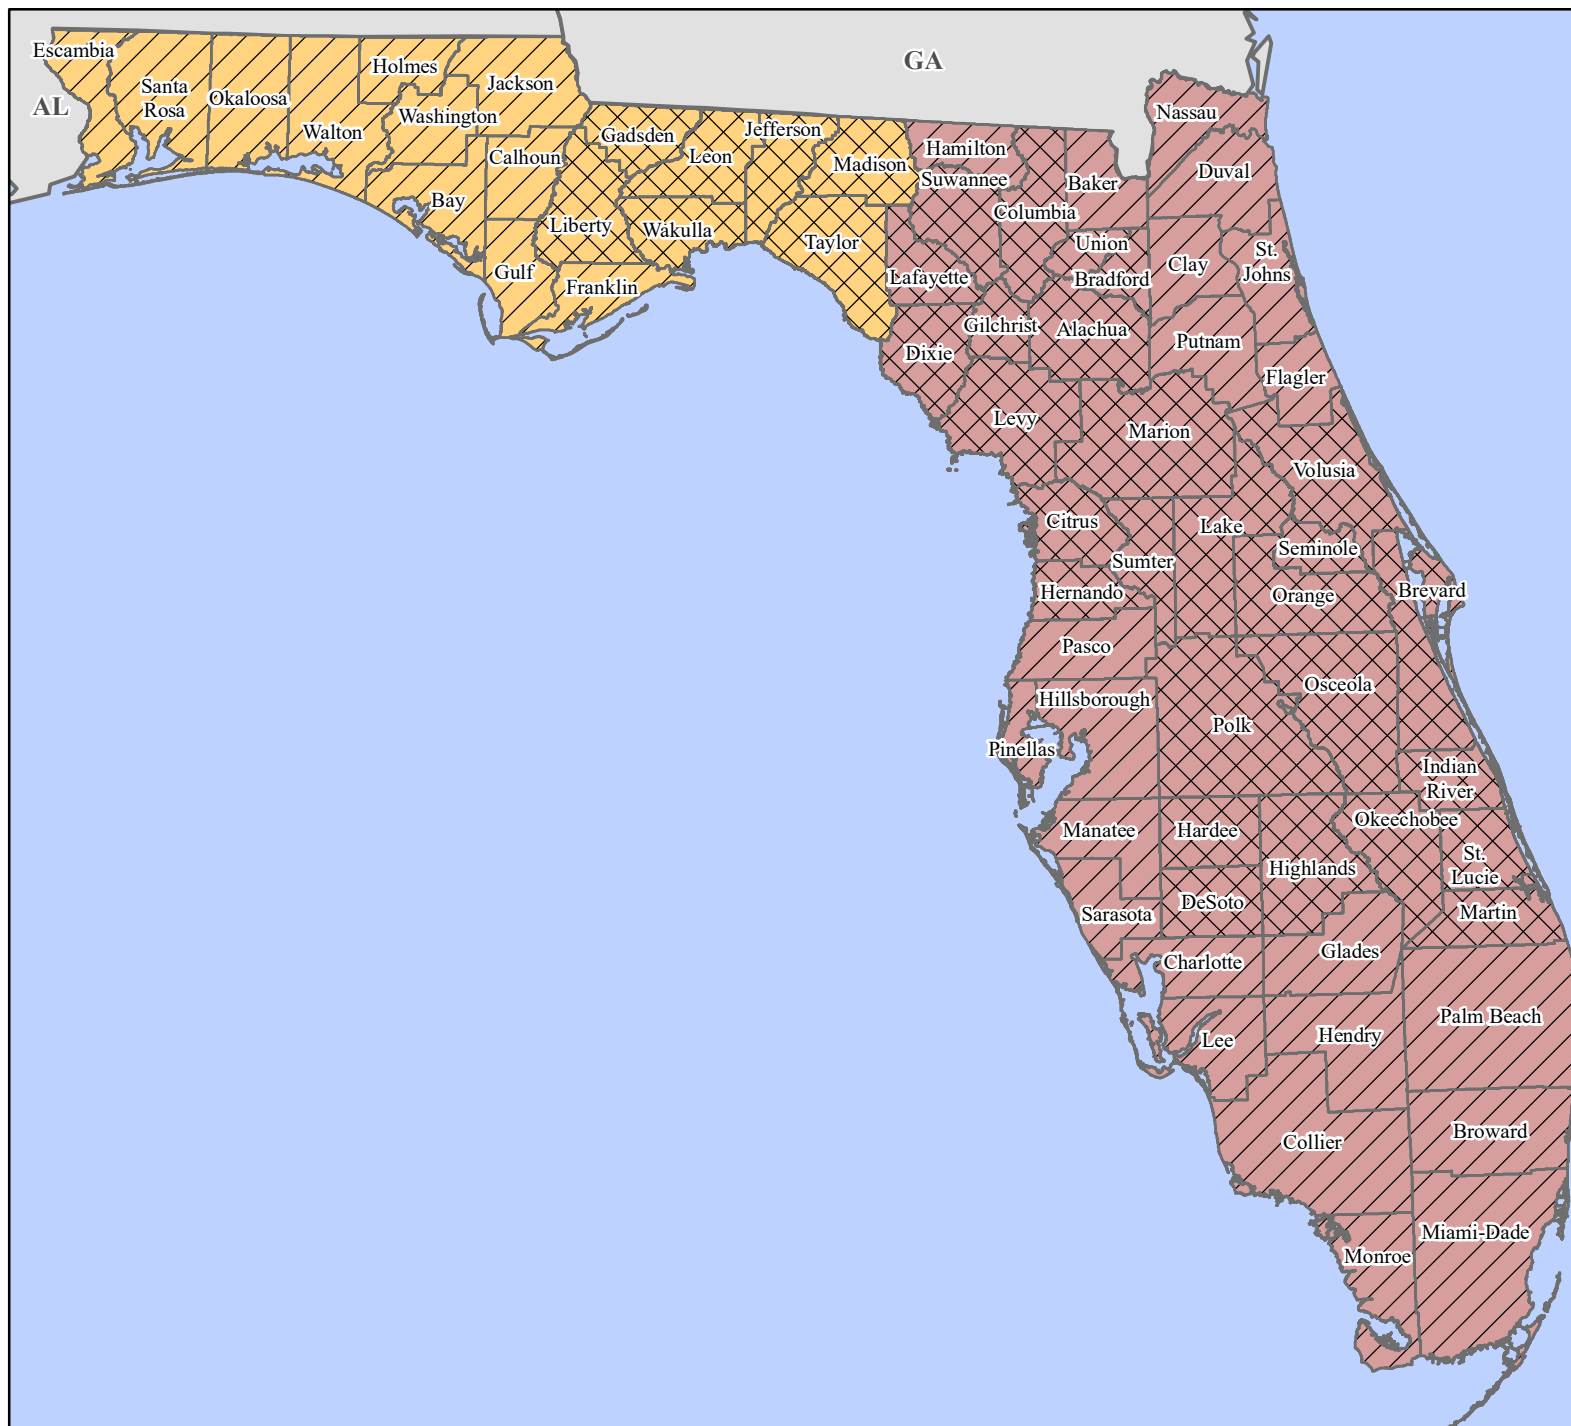 Escambia
AL
Santa
Rosa
Okaloosa
Walton
Holmes
Washington
Jackson
Calhoun
Bay
Gulf
GA
Gadsden
Leon
Jefferson
Madison
Liberty
Wakulla
Franklin
Taylor
Hamilton
Suwannee
Columbia
Baker
Nassau
Duval
Union
Bradford
Clay
St.
Johns
Lafayette
Gilchrist
Alachua
Putnam
Dixie
Flagler
Levy
Marion
Volusia
Citrus
Lake
Sumter
Seminole
Hernando
Orange
Brevard
Pasco
Osceola
Hillsborough
Polk
Pinellas
Indian
River
Okeechobee
Manatee
Hardee
Highlands
St.
Lucie
DeSoto
Sarasota
Martin
Glades
Charlotte
Palm Beach
Hendry
Lee
Collier
Broward
Miami-Dade
Monroe